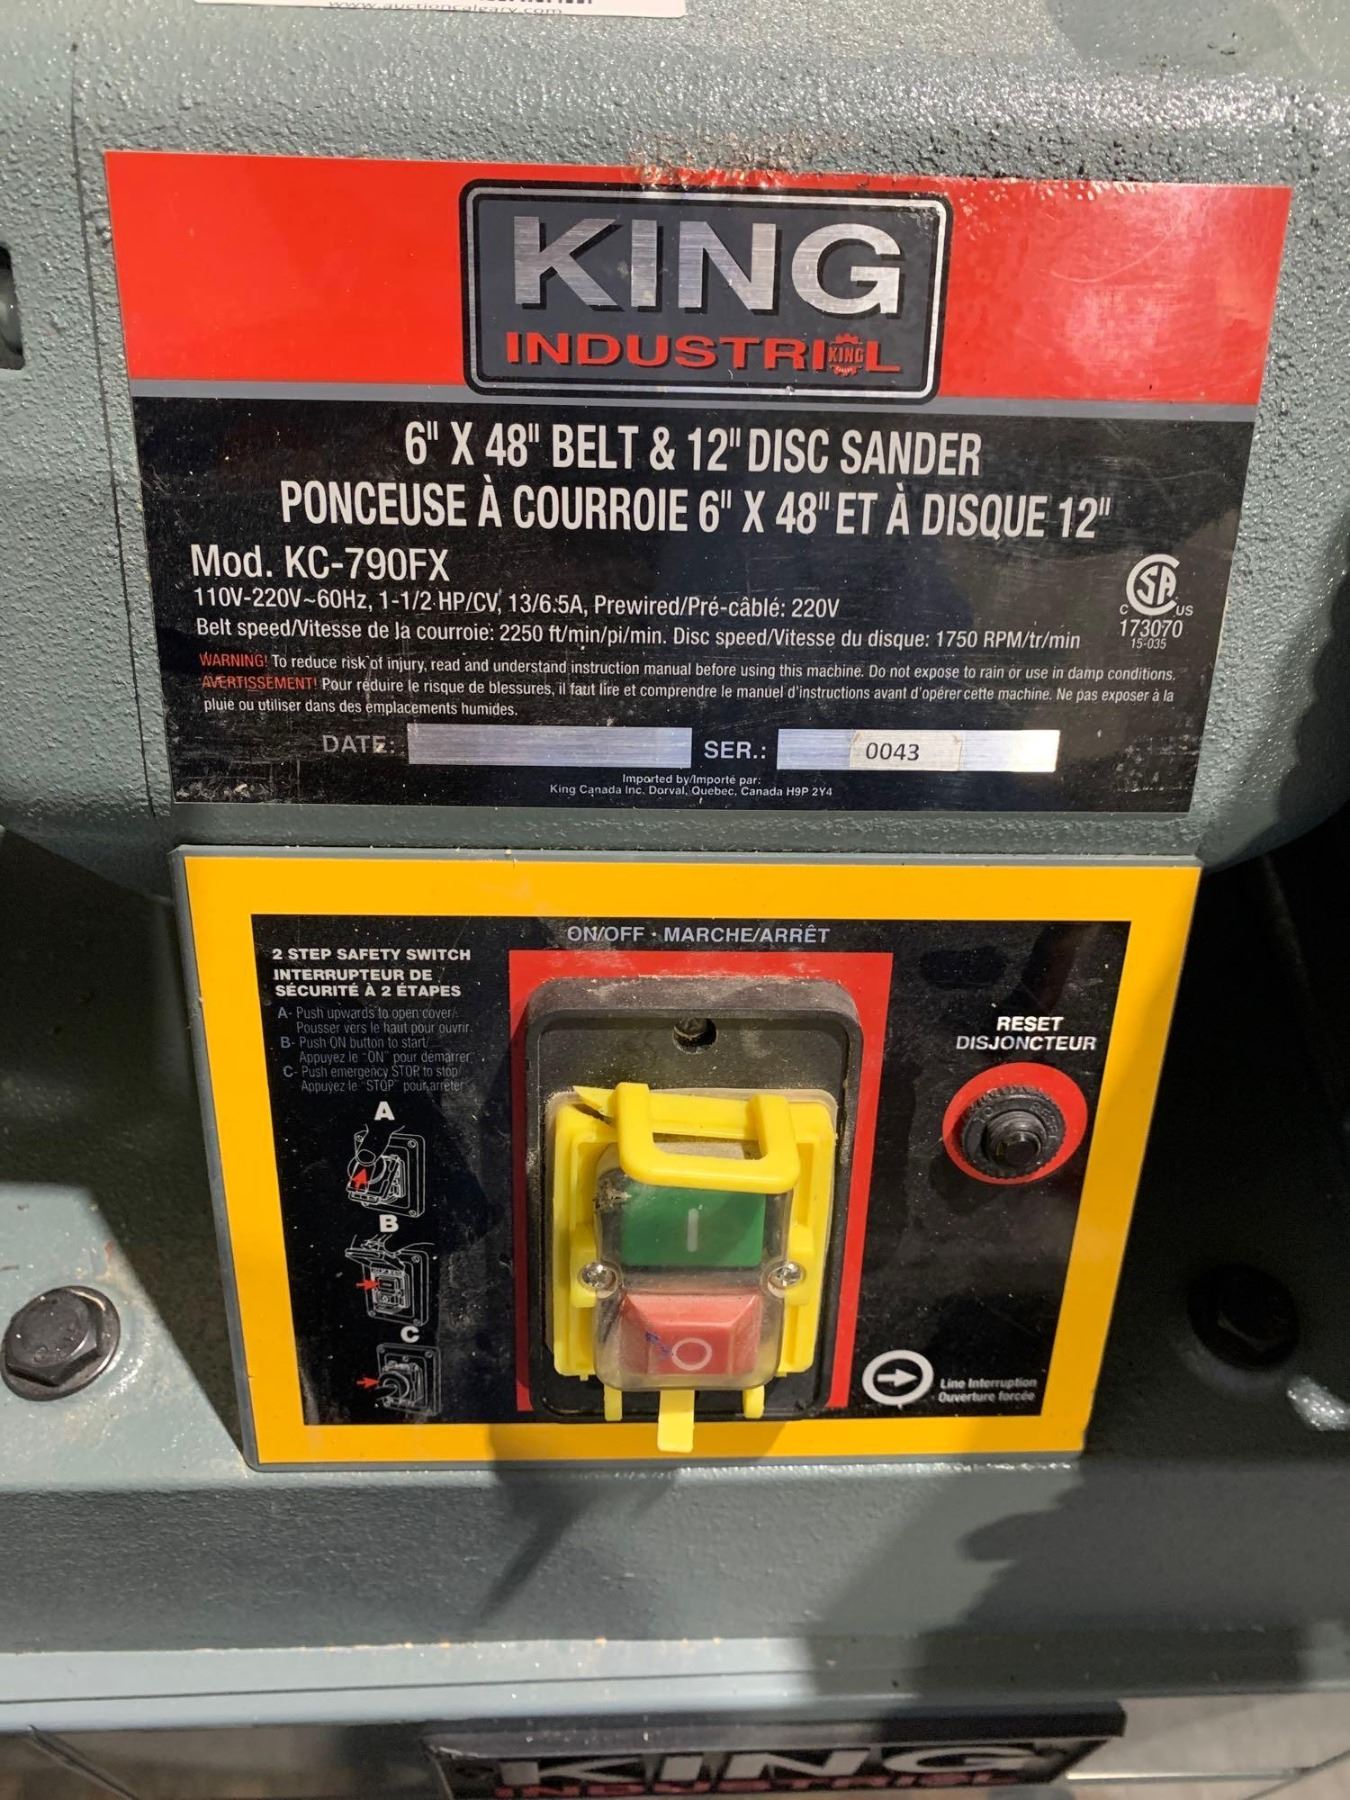 www.auctioncalgary.com
KING
INDUSTRIAL
KING
6" X 48" BELT & 12" DISC SANDER
PONCEUSE À COURROIE 6" X 48" ET À DISQUE 12"
Mod. KC-790FX
110V-220V~60Hz, 1-1/2 HP/CV, 13/6.5A, Prewired/Pré-câblé: 220V
Belt speed/Vitesse de la courroie: 2250 ft/min/pi/min. Disc speed/Vitesse du disque: 1750 RPM/tr/min
C SA US
173070
15-035
WARNING! To reduce risk of injury, read and understand instruction manual before using this machine. Do not expose to rain or use in damp conditions.
AVERTISSEMENT! Pour réduire le risque de blessures, il faut lire et comprendre le manuel d'instructions avant d'opérer cette machine. Ne pas exposer à la
pluie ou utiliser dans des emplacements humides.
DATE: SER.: 0043
Imported by/Importé par:
King Canada Inc. Dorval, Quebec, Canada H9P 2Y4
ON/OFF · MARCHE/ARRÊT
2 STEP SAFETY SWITCH
INTERRUPTEUR DE
SÉCURITÉ À 2 ÉTAPES
A- Push upwards to open cover/
Pousser vers le haut pour ouvrir
B- Push ON button to start/
Appuyez le "ON" pour démarrer
C- Push emergency STOP to stop
Appuyez le "STOP" pour arrêter
A
B
C
RESET
DISJONCTEUR
I
O
Line Interruption
Ouverture forcée
KING
INDUSTRIAL